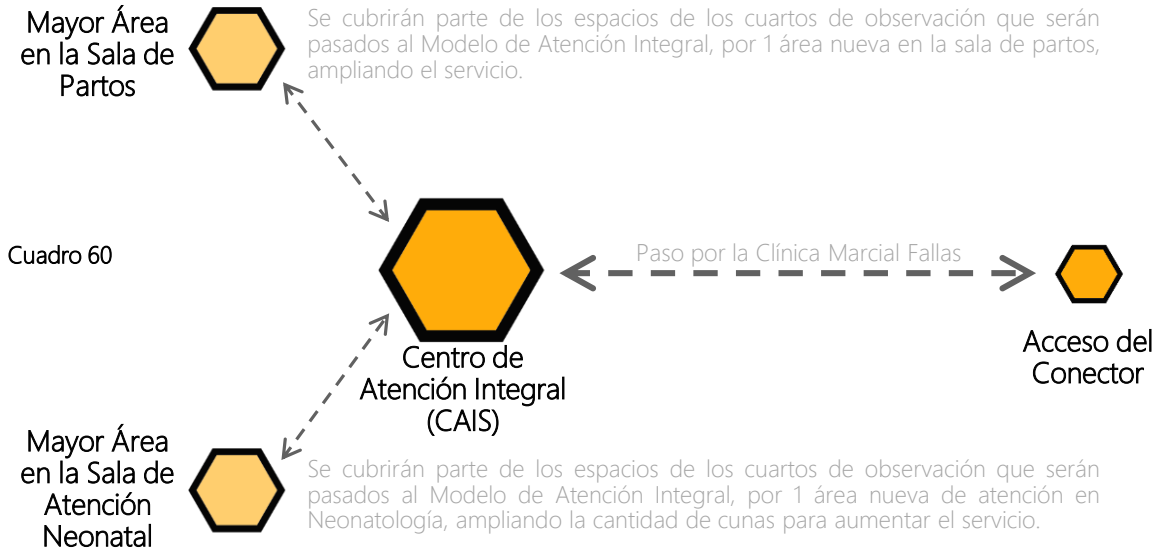 Mayor Área
en la Sala de
Partos
Se cubrirán parte de los espacios de los cuartos de observación que serán
pasados al Modelo de Atención Integral, por 1 área nueva en la sala de partos,
ampliando el servicio.
Cuadro 60
Paso por la Clínica Marcial Fallas
Centro de
Atención Integral
(CAIS)
Acceso del
Conector
Mayor Área
en la Sala de
Atención
Neonatal
Se cubrirán parte de los espacios de los cuartos de observación que serán
pasados al Modelo de Atención Integral, por 1 área nueva de atención en
Neonatología, ampliando la cantidad de cunas para aumentar el servicio.